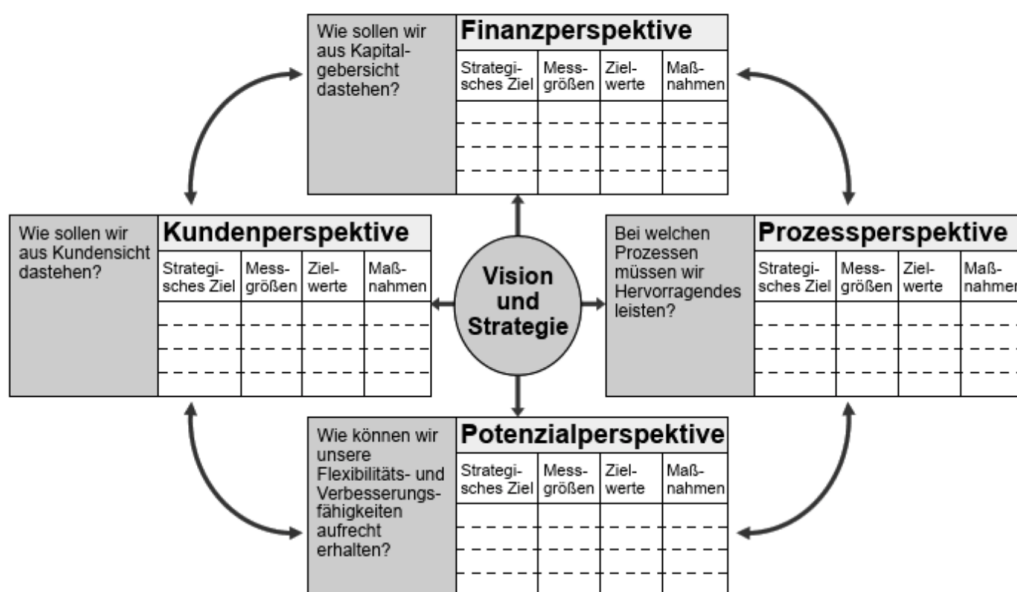 Wie sollen wir
aus Kapital-
gebersicht
dastehen?
Finanzperspektive
Strategi-
sches Ziel
Mess-
größen
Ziel-
werte
Maß-
nahmen
Wie sollen wir
aus Kundensicht
dastehen?
Kundenperspektive
Strategi-
sches Ziel
Mess-
größen
Ziel-
werte
Maß-
nahmen
Vision
und
Strategie
Bei welchen
Prozessen
müssen wir
Hervorragendes
leisten?
Prozessperspektive
Strategi-
sches Ziel
Mess-
größen
Ziel-
werte
Maß-
nahmen
Wie können wir
unsere
Flexibilitäts- und
Verbesserungs-
fähigkeiten
aufrecht
erhalten?
Potenzialperspektive
Strategi-
sches Ziel
Mess-
größen
Ziel-
werte
Maß-
nahmen